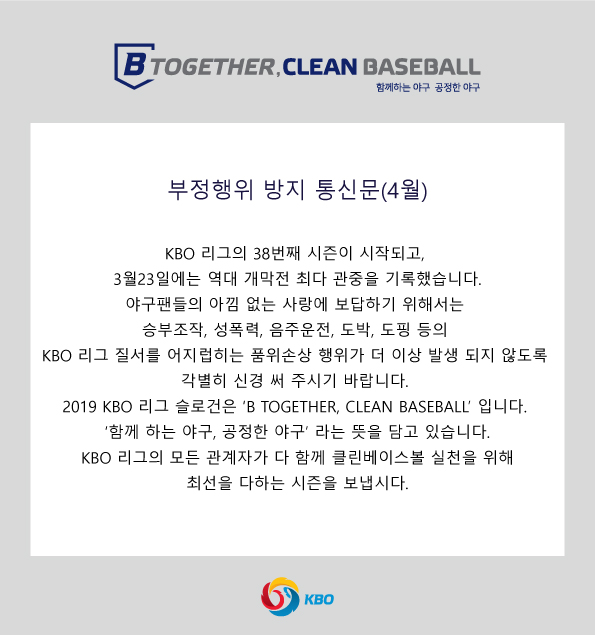 B TOGETHER, CLEAN BASEBALL
함께하는 야구 공정한 야구
부정행위 방지 통신문(4월)
KBO 리그의 38번째 시즌이 시작되고,
3월23일에는 역대 개막전 최다 관중을 기록했습니다.
야구팬들의 아낌 없는 사랑에 보답하기 위해서는
승부조작, 성폭력, 음주운전, 도박, 도핑 등의
KBO 리그 질서를 어지럽히는 품위손상 행위가 더 이상 발생 되지 않도록
각별히 신경 써 주시기 바랍니다.
2019 KBO 리그 슬로건은 ‘B TOGETHER, CLEAN BASEBALL’ 입니다.
‘함께 하는 야구, 공정한 야구’ 라는 뜻을 담고 있습니다.
KBO 리그의 모든 관계자가 다 함께 클린베이스볼 실천을 위해
최선을 다하는 시즌을 보냅시다.
KBO